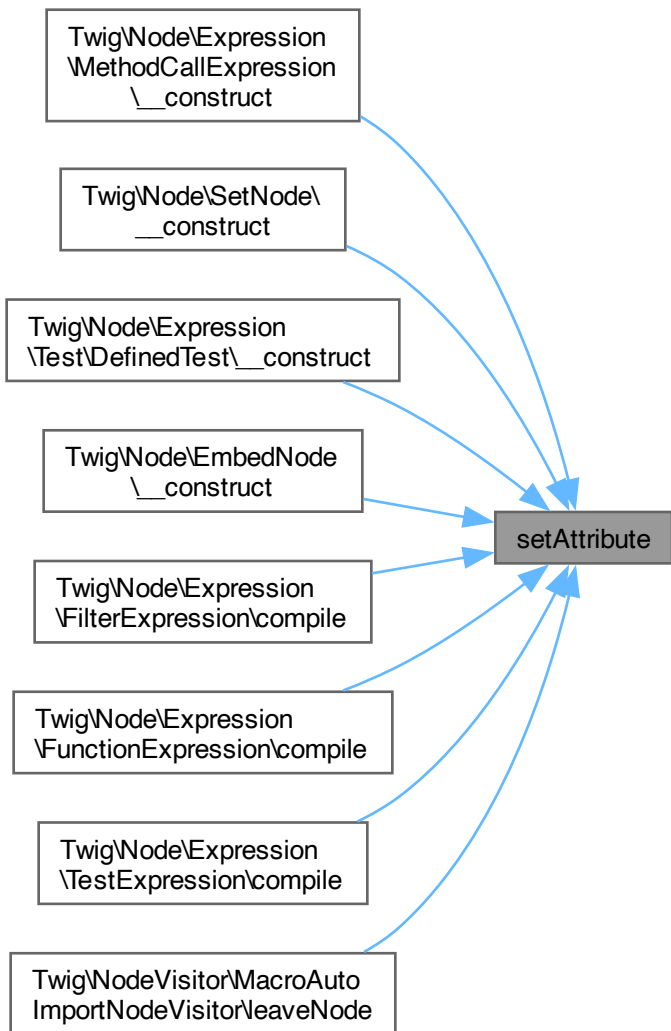 Twig\Node\Expression
\MethodCallExpression
\__construct
Twig\Node\SetNode\
__construct
Twig\Node\Expression
\Test\DefinedTest\__construct
Twig\Node\EmbedNode
\__construct
setAttribute
Twig\Node\Expression
\FilterExpression\compile
Twig\Node\Expression
\FunctionExpression\compile
Twig\Node\Expression
\TestExpression\compile
Twig\NodeVisitor\MacroAuto
ImportNodeVisitor\leaveNode